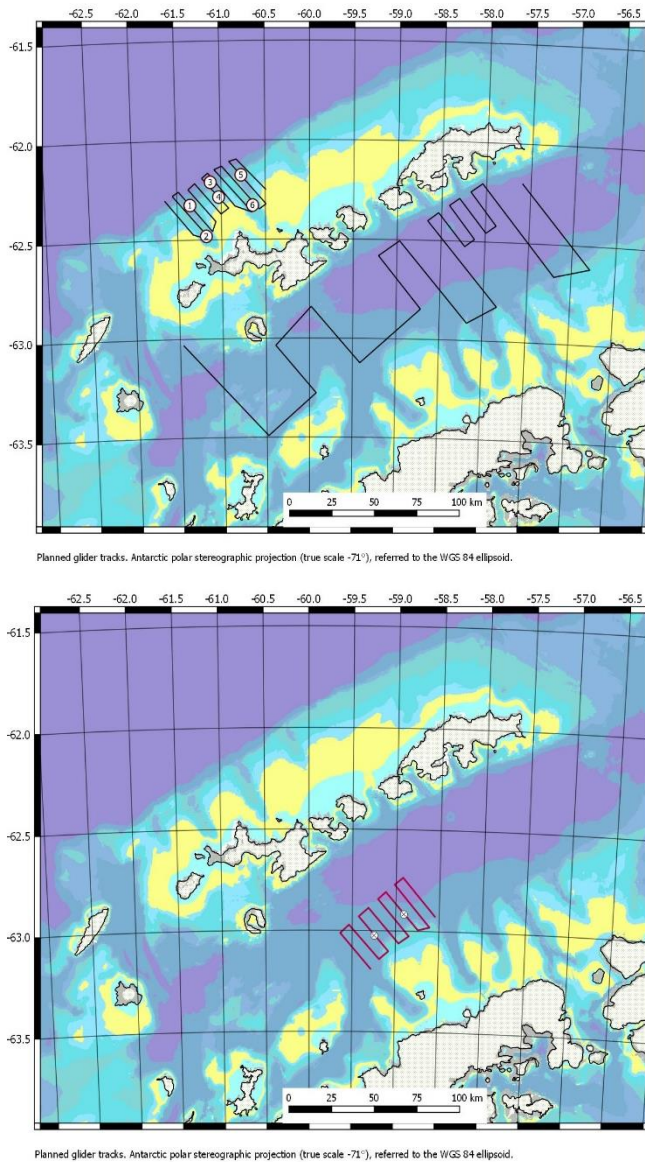 -62.5 -62.0 -61.5 -61.0 -60.5 -60.0 -59.5 -59.0 -58.5 -58.0 -57.5 -57.0 -56.5
-61.5
-62.0
5
3
1 4 6
2
-62.5
-63.0
-63.5
0 25 50 75 100 km
Planned glider tracks. Antarctic polar stereographic projection (true scale -71°), referred to the WGS 84 ellipsoid.
-62.5 -62.0 -61.5 -61.0 -60.5 -60.0 -59.5 -59.0 -58.5 -58.0 -57.5 -57.0 -56.5
-61.5
-62.0
-62.5
-63.0
-63.5
0 25 50 75 100 km
Planned glider tracks. Antarctic polar stereographic projection (true scale -71°), referred to the WGS 84 ellipsoid.